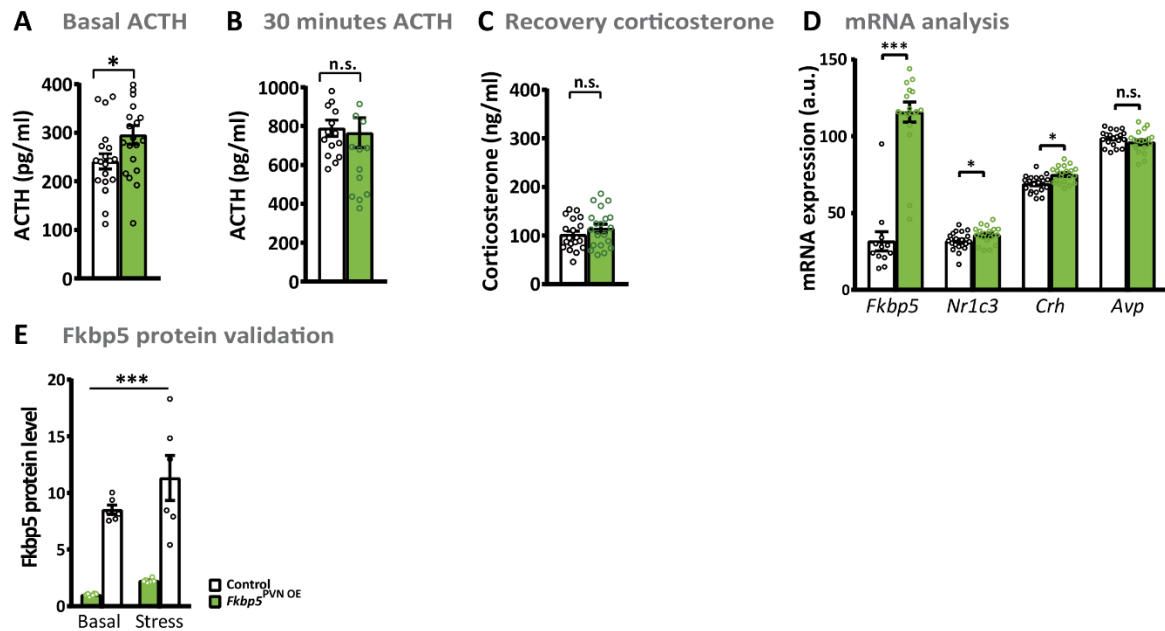 A Basal ACTH
B 30 minutes ACTH
C Recovery corticosterone
D mRNA analysis
*
400
300
200
100
0
ACTH (pg/ml)
n.s.
1000
800
600
400
200
0
ACTH (pg/ml)
n.s.
400
300
200
100
0
Corticosterone (ng/ml)
***
*
*
n.s.
150
100
50
0
mRNA expression (a.u.)
Fkbp5 Nr1c3 Crh Avp
E Fkbp5 protein validation
***
20
15
10
5
0
Fkbp5 protein level
Basal Stress
Control
Fkbp5PVN OE